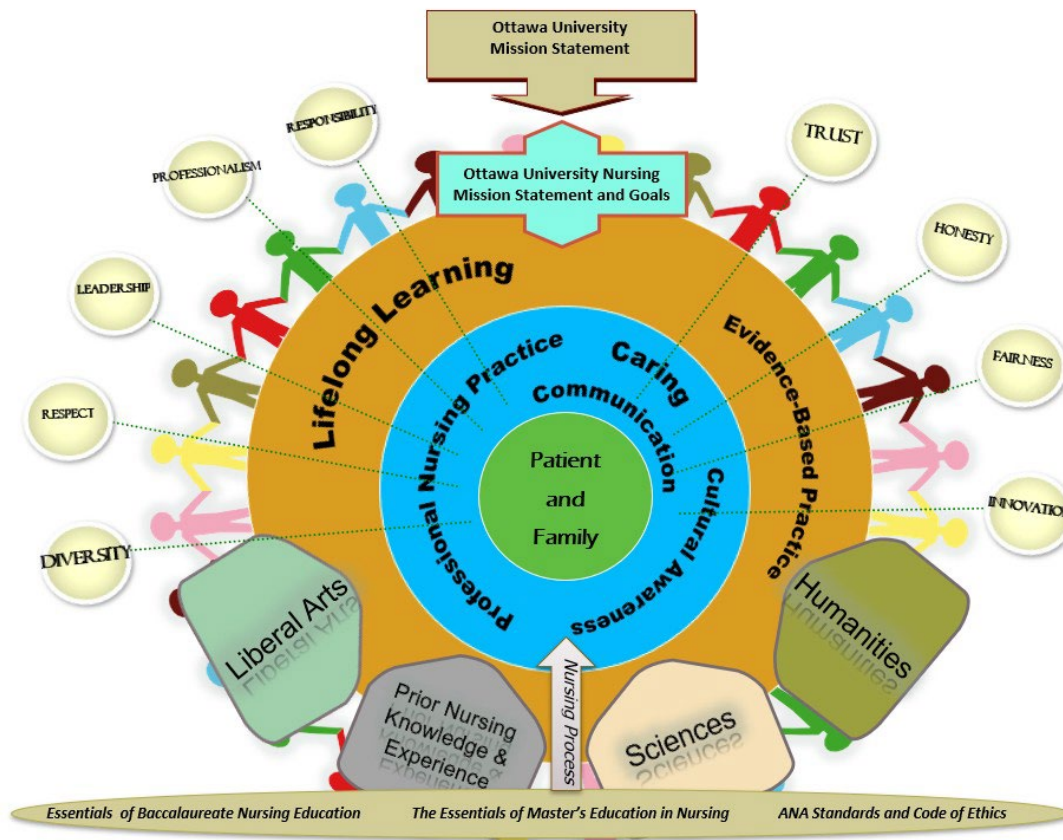 Ottawa University
Mission Statement
Ottawa University Nursing
Mission Statement and Goals
RESPONSIBILITY
PROFESSIONALISM
LEADERSHIP
RESPECT
DIVERSITY
TRUST
HONESTY
FAIRNESS
INNOVATION
Lifelong Learning
Evidence-Based Practice
Professional Nursing Practice
Caring
Communication
Cultural Awareness
Patient
and
Family
Liberal Arts
Prior Nursing
Knowledge &
Experience
Nursing Process
Sciences
Humanities
Essentials of Baccalaureate Nursing Education
The Essentials of Master's Education in Nursing
ANA Standards and Code of Ethics